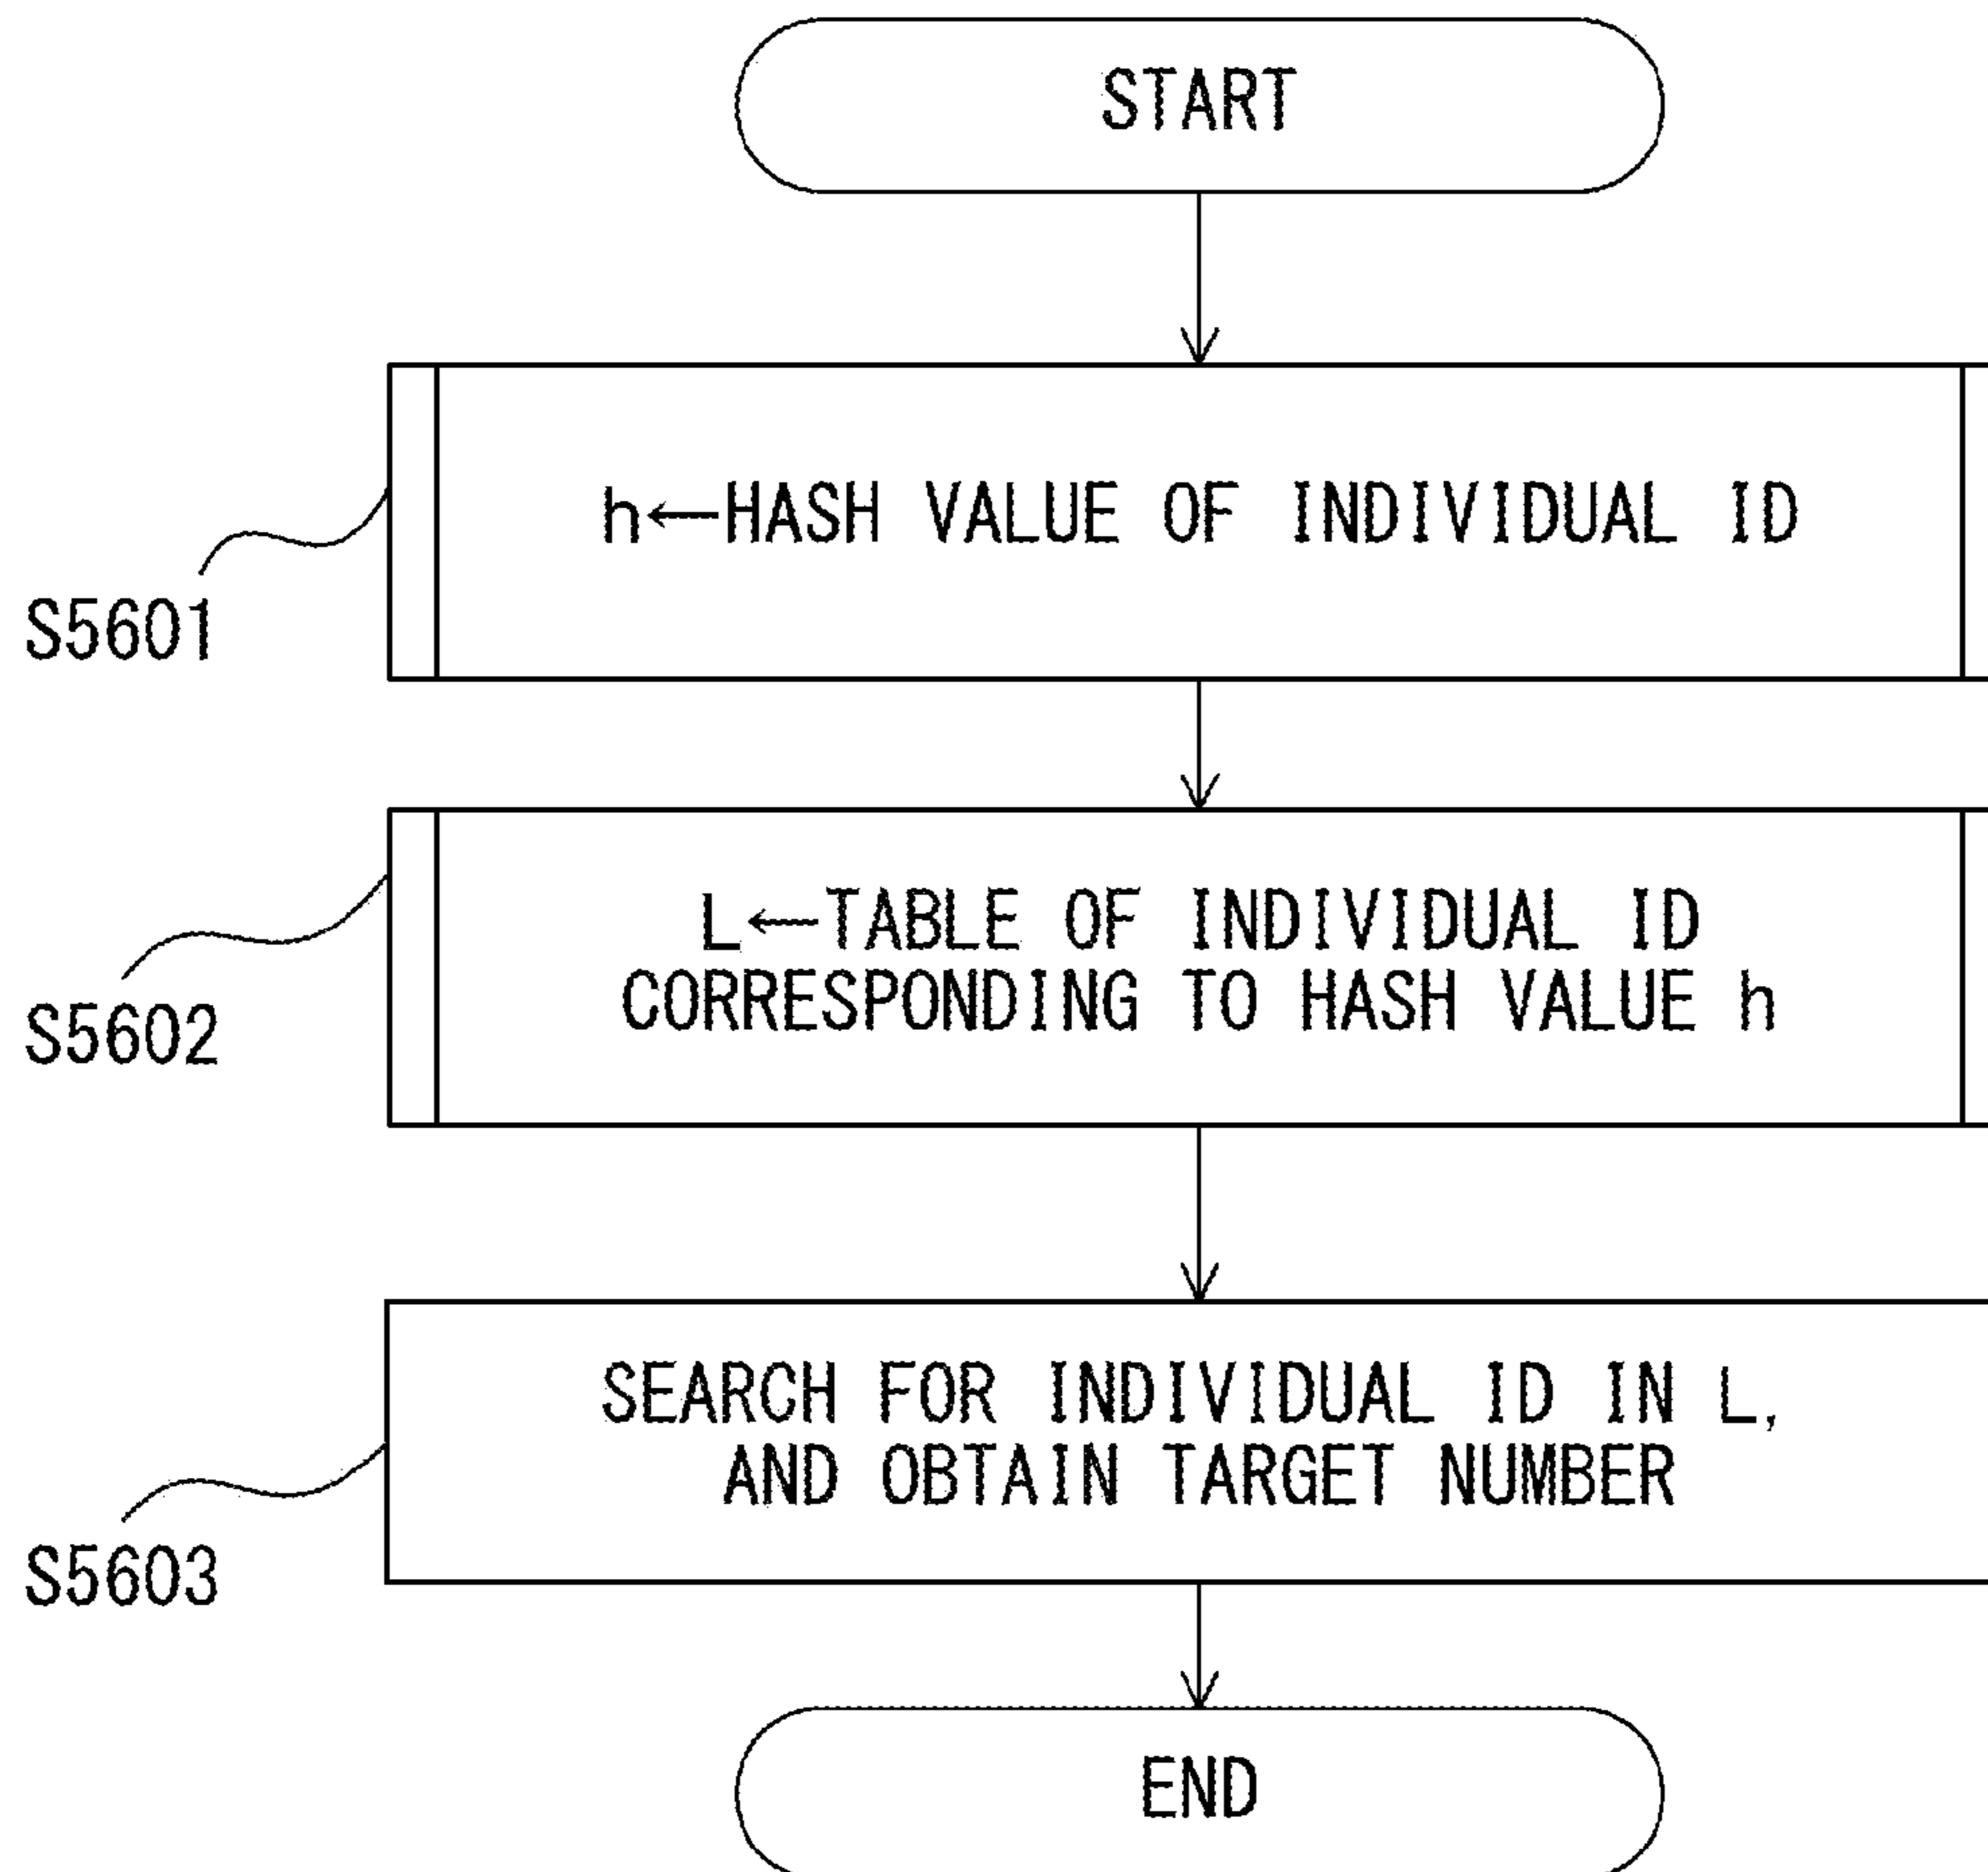 START
h←HASH VALUE OF INDIVIDUAL ID
S5601
L←TABLE OF INDIVIDUAL ID
CORRESPONDING TO HASH VALUE h
S5602
SEARCH FOR INDIVIDUAL ID IN L,
AND OBTAIN TARGET NUMBER
S5603
END